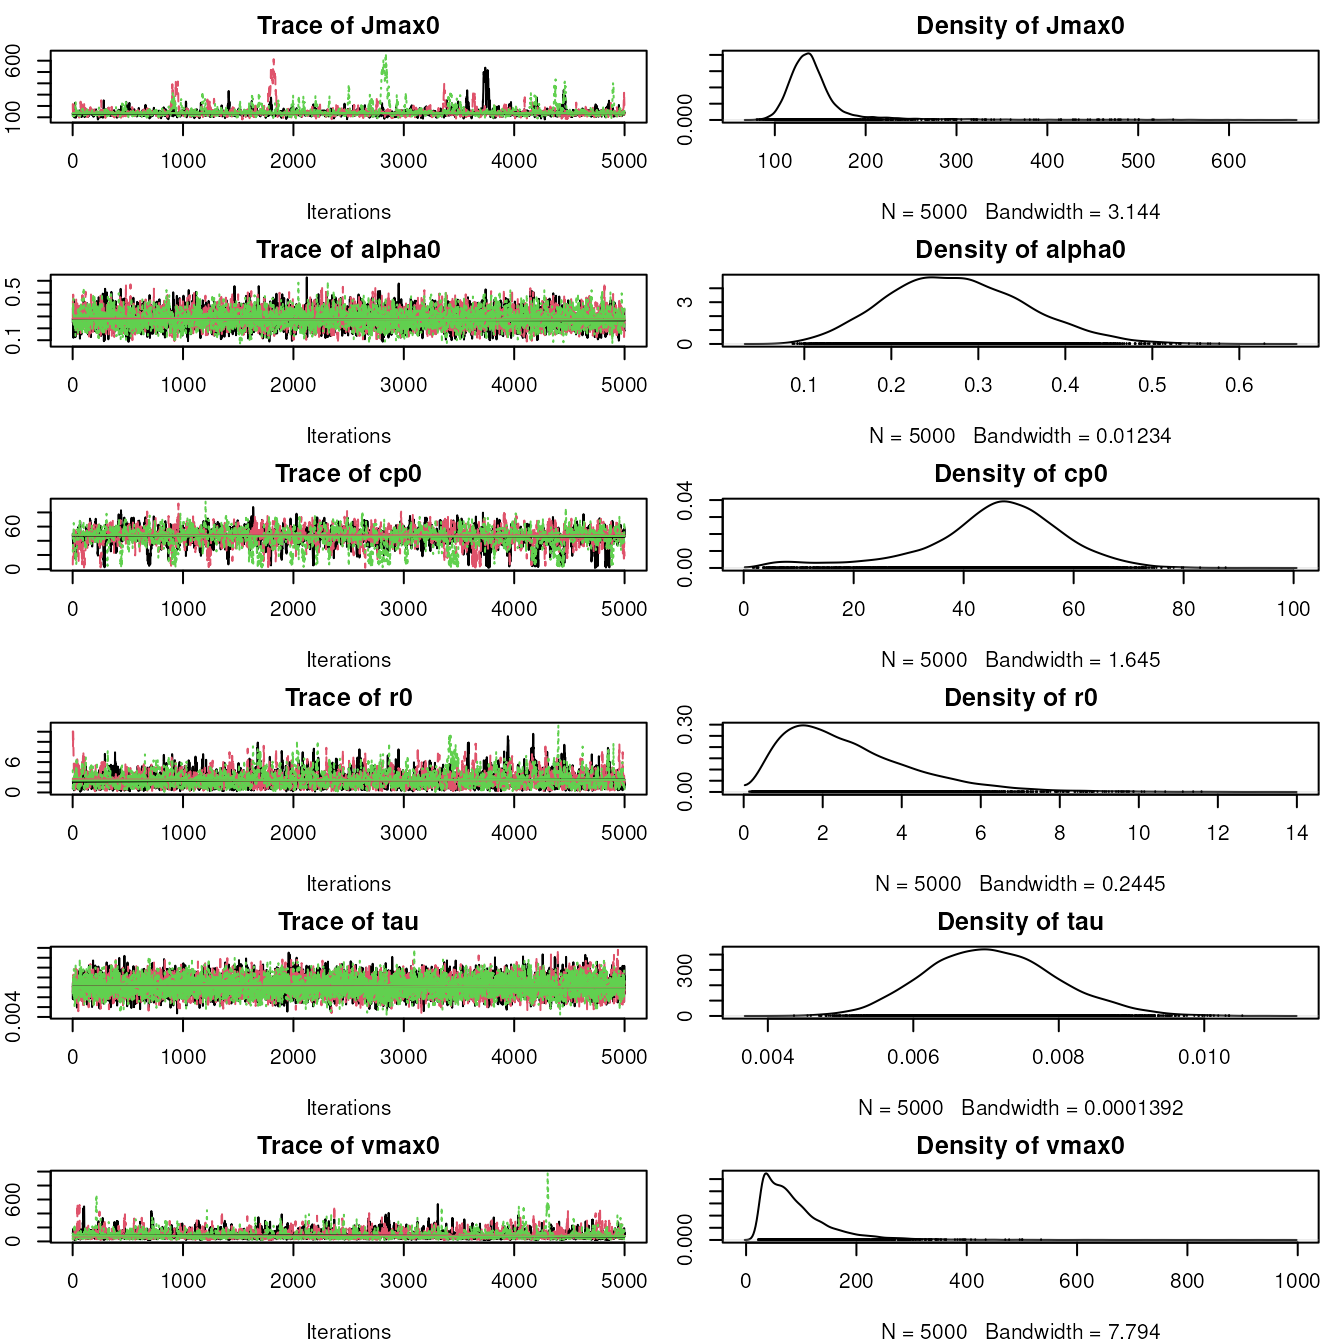 Trace of Jmax0
Density of Jmax0
100 600
0.000
0 1000 2000 3000 4000 5000
100 200 300 400 500 600
Iterations
N = 5000 Bandwidth = 3.144
Trace of alpha0
Density of alpha0
0.1 0.5
0 3
0 1000 2000 3000 4000 5000
0.1 0.2 0.3 0.4 0.5 0.6
Iterations
N = 5000 Bandwidth = 0.01234
Trace of cp0
Density of cp0
0 60
0.00 0.04
0 1000 2000 3000 4000 5000
0 20 40 60 80 100
Iterations
N = 5000 Bandwidth = 1.645
Trace of r0
Density of r0
0 6
0.00 0.30
0 1000 2000 3000 4000 5000
0 2 4 6 8 10 12 14
Iterations
N = 5000 Bandwidth = 0.2445
Trace of tau
Density of tau
0.004
0 300
0 1000 2000 3000 4000 5000
0.004 0.006 0.008 0.010
Iterations
N = 5000 Bandwidth = 0.0001392
Trace of vmax0
Density of vmax0
0 600
0.000
0 1000 2000 3000 4000 5000
0 200 400 600 800 1000
Iterations
N = 5000 Bandwidth = 7.794